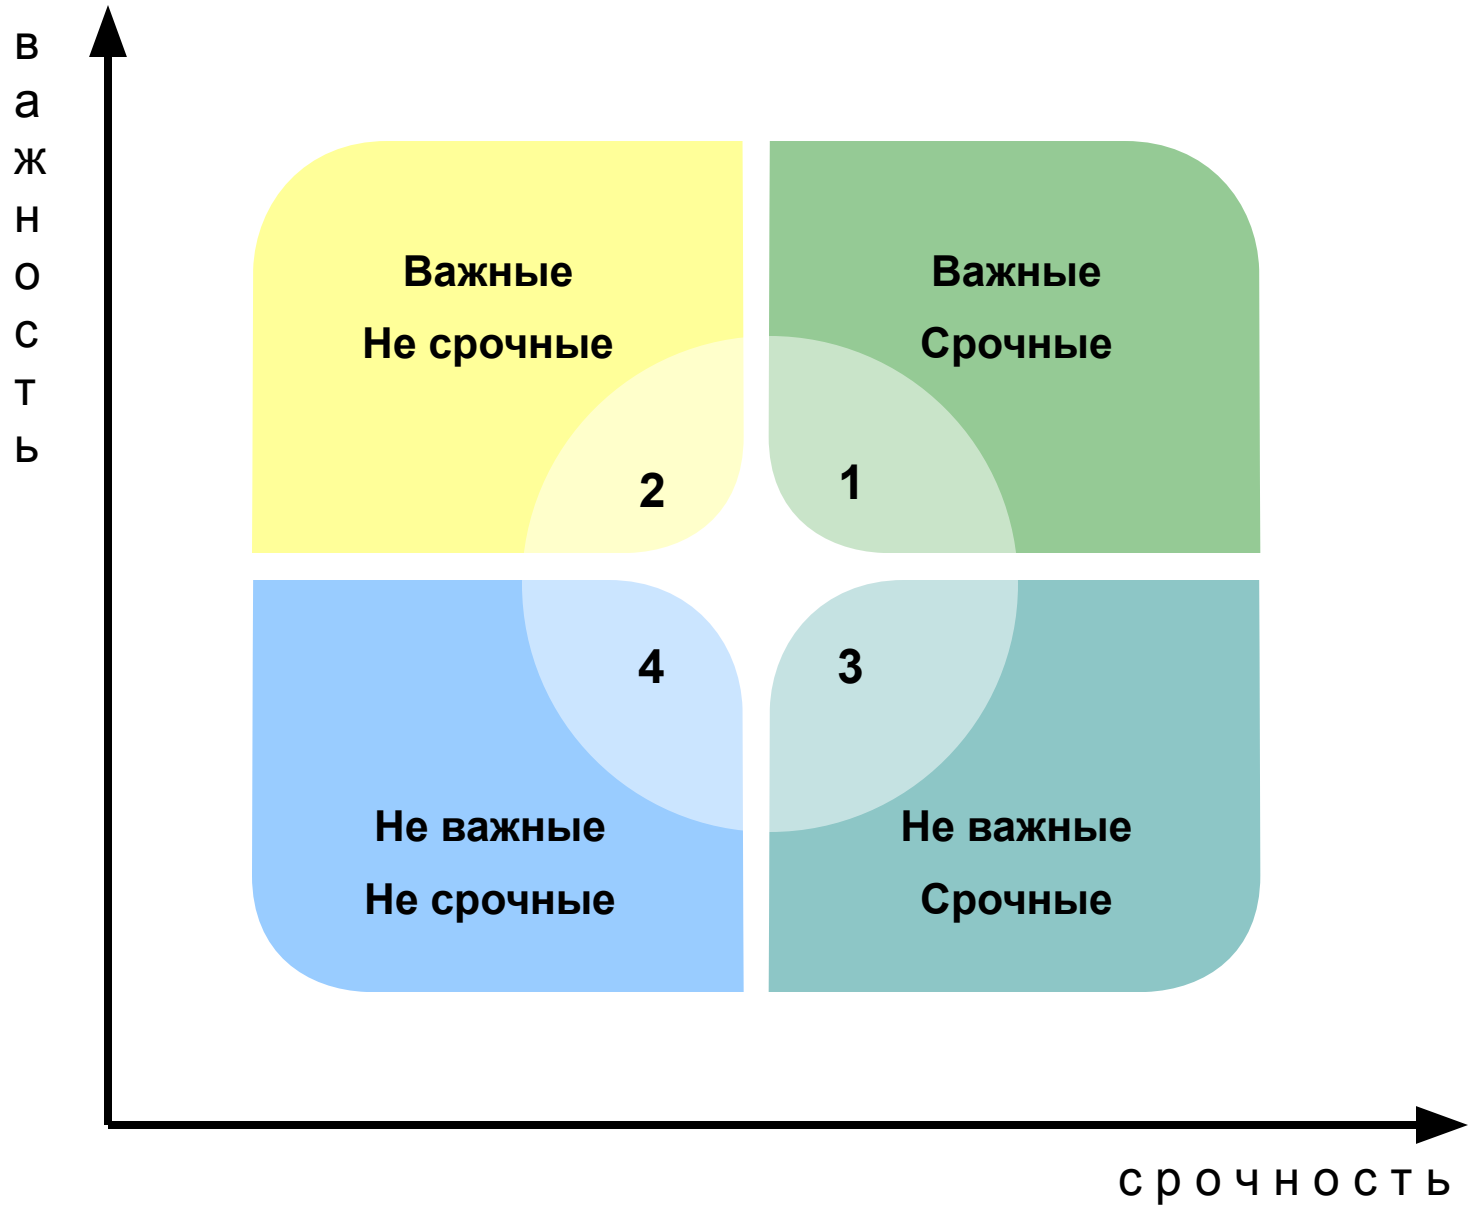 важность
Важные
Не срочные
2
Важные
Срочные
1
4
Не важные
Не срочные
3
Не важные
Срочные
срочность